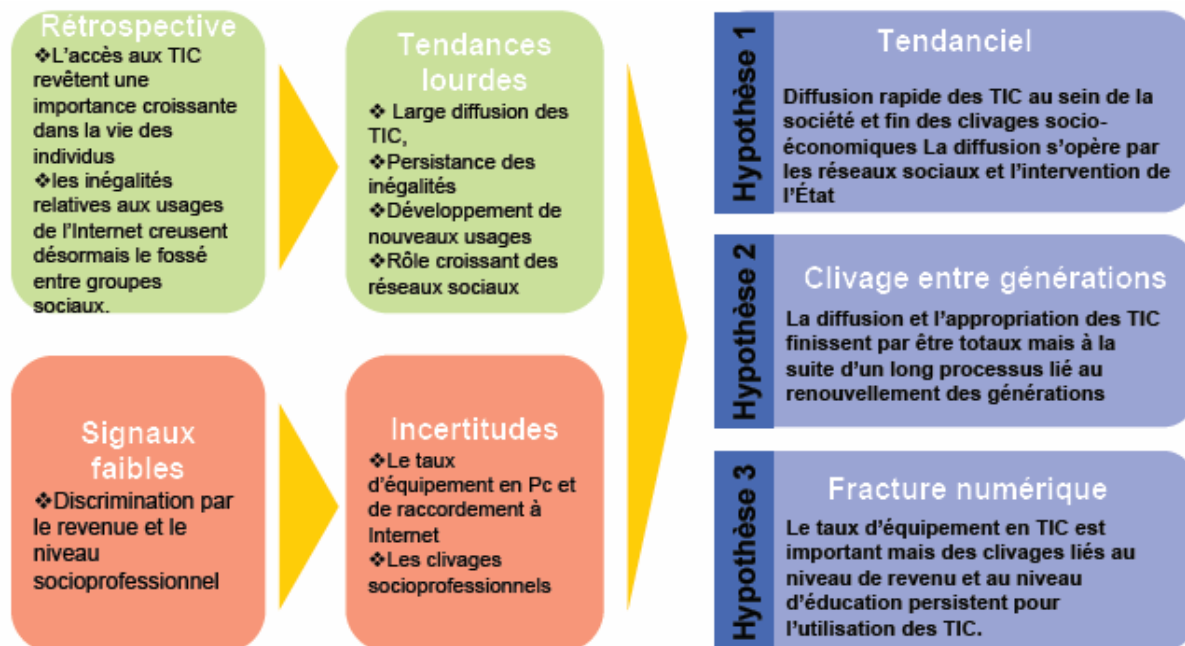 Rétrospective
❖L'accès aux TIC
revêtent une
importance croissante
dans la vie des
individus
❖les inégalités
relatives aux usages
de l'Internet creusent
désormais le fossé
entre groupes
sociaux.
Tendances
lourdes
❖ Large diffusion des
TIC,
❖Persistance des
inégalités
❖Développement de
nouveaux usages
❖Rôle croissant des
réseaux sociaux
Signaux
faibles
❖Discrimination par
le revenue et le
niveau
socioprofessionnel
Incertitudes
❖Le taux
d'équipement en Pc et
de raccordement à
Internet
❖Les clivages
socioprofessionnels
Hypothèse 1
Tendanciel
Diffusion rapide des TIC au sein de la
société et fin des clivages socio-
économiques La diffusion s'opère par
les réseaux sociaux et l'intervention de
l'État
Hypothèse 2
Clivage entre générations
La diffusion et l'appropriation des TIC
finissent par être totaux mais à la
suite d'un long processus lié au
renouvellement des générations
Hypothèse 3
Fracture numérique
Le taux d'équipement en TIC est
important mais des clivages liés au
niveau de revenu et au niveau
d'éducation persistent pour
l'utilisation des TIC.